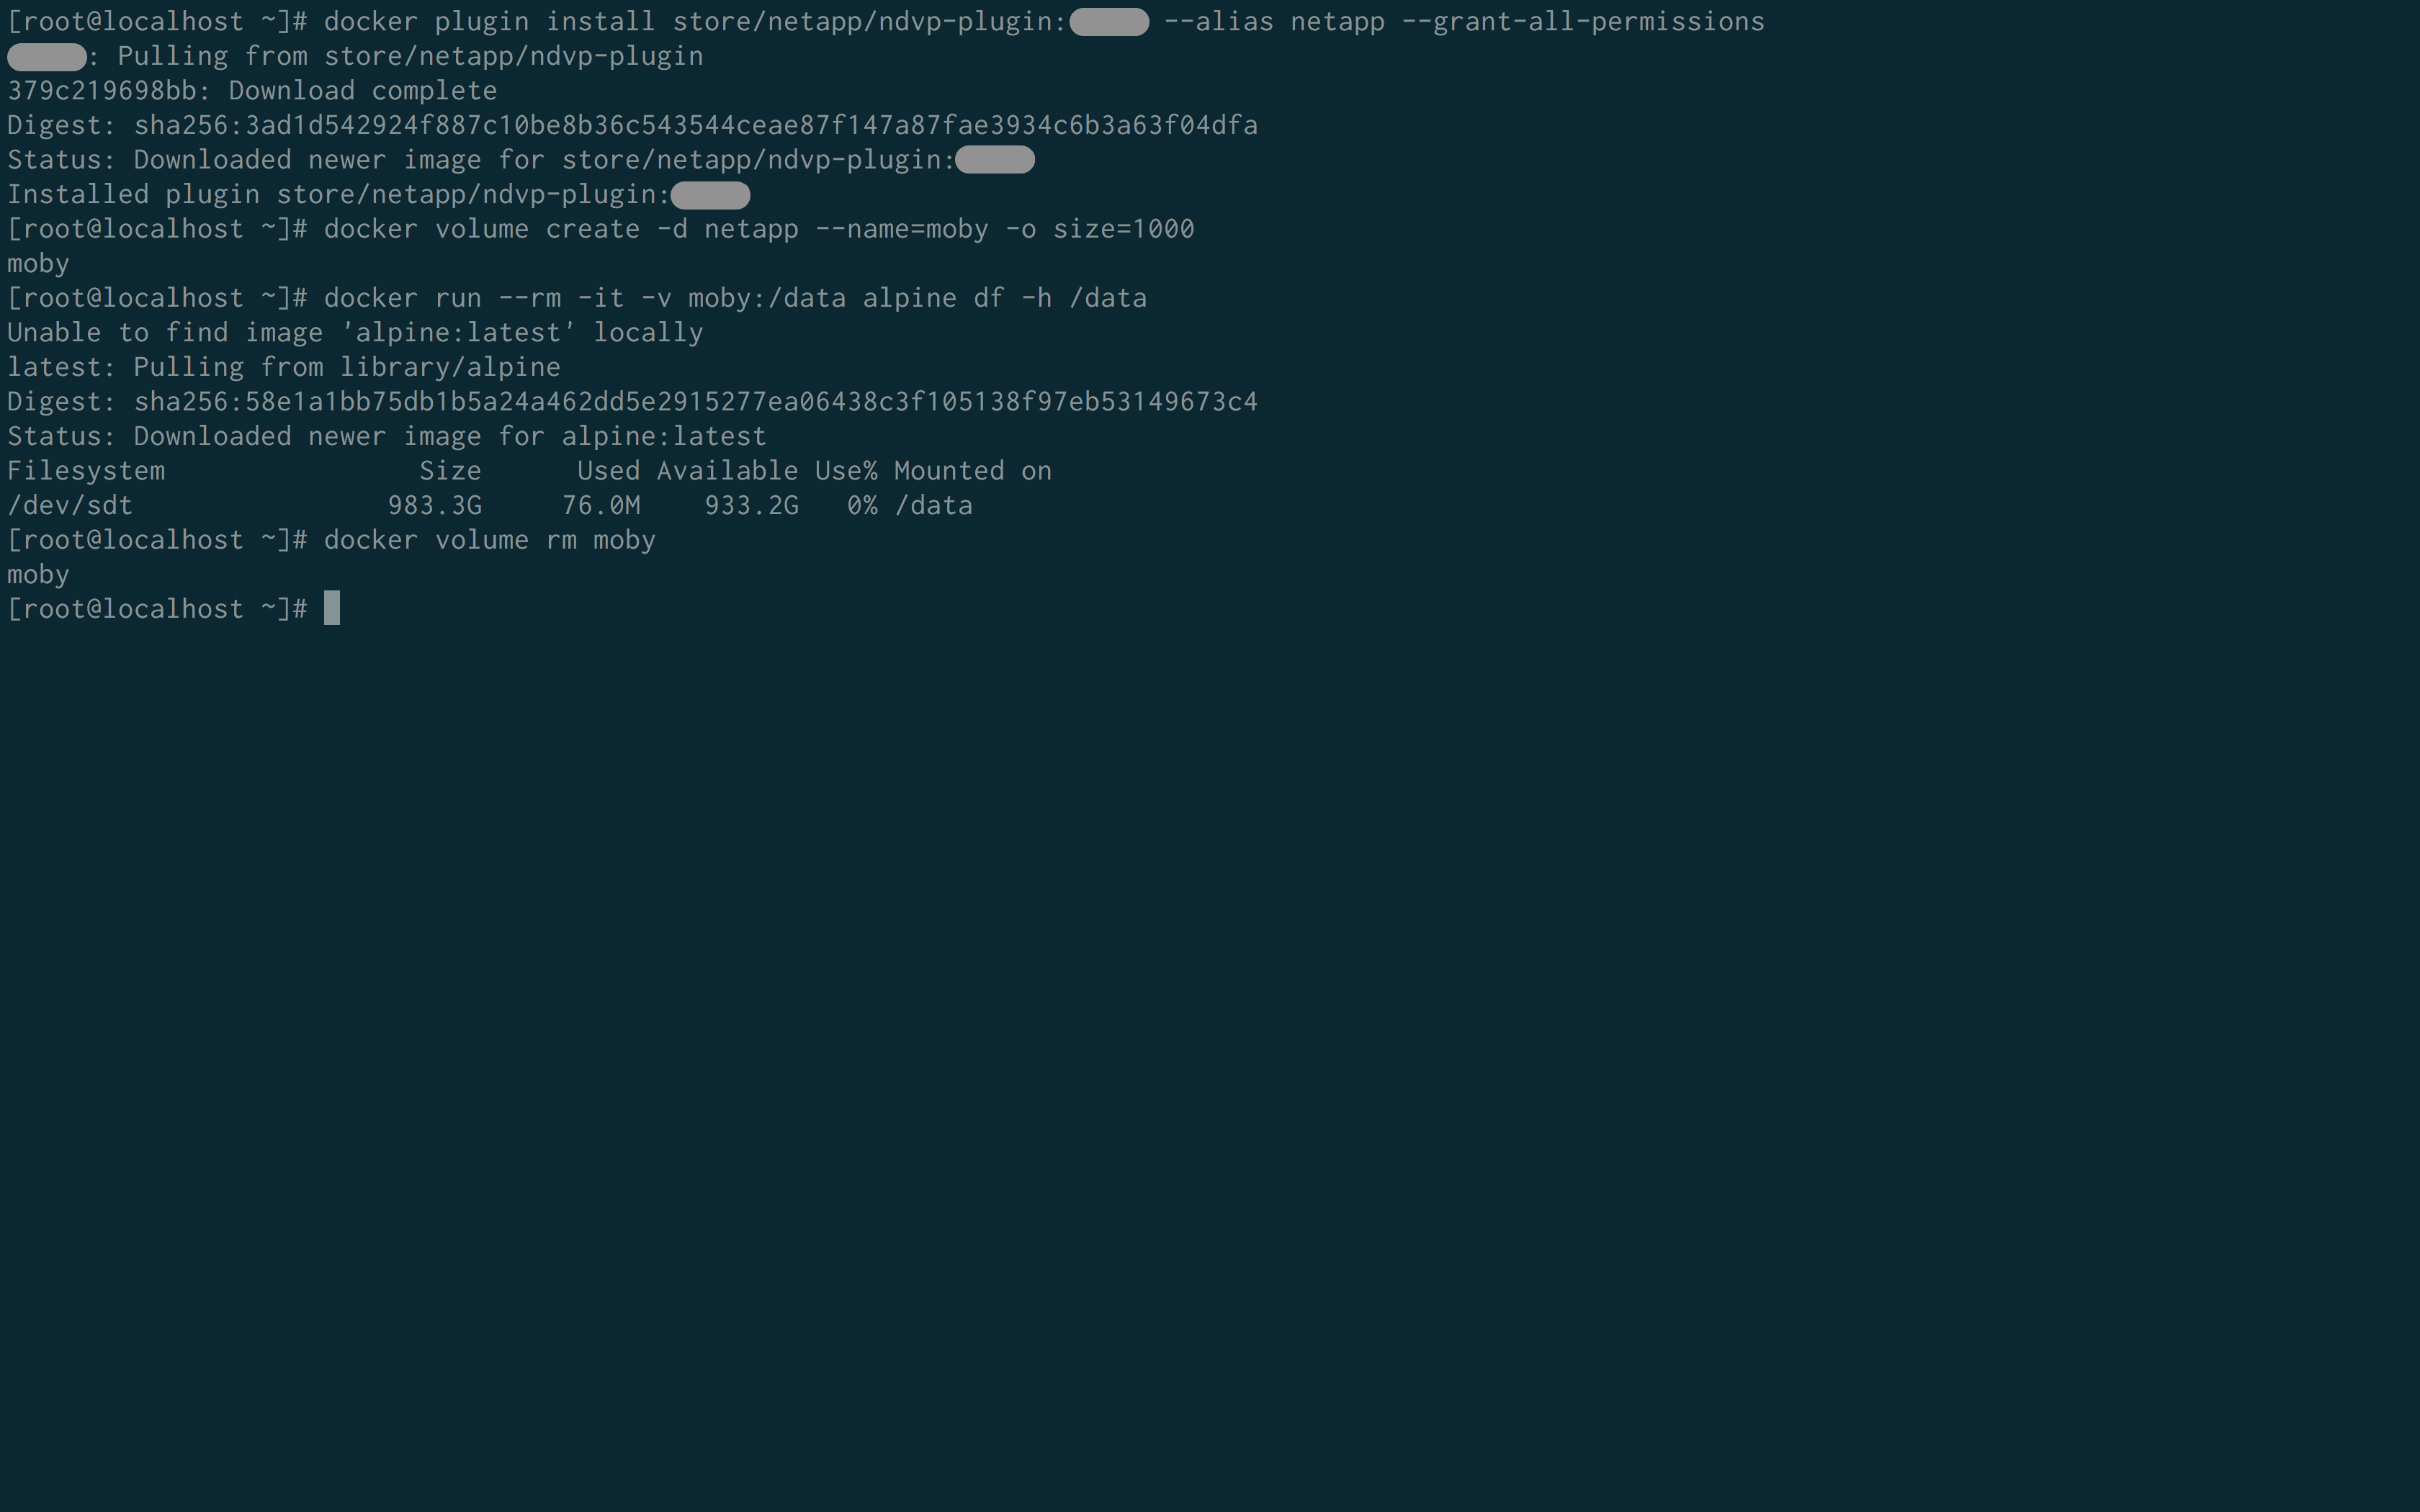 [root@localhost ~]# docker plugin install store/netapp/ndvp-plugin: --alias netapp --grant-all-permissions
: Pulling from store/netapp/ndvp-plugin
379c219698bb: Download complete
Digest: sha256:3ad1d542924f887c10be8b36c543544ceae87f147a87fae3934c6b3a63f04dfa
Status: Downloaded newer image for store/netapp/ndvp-plugin:
Installed plugin store/netapp/ndvp-plugin:
[root@localhost ~]# docker volume create -d netapp --name=moby -o size=1000
moby
[root@localhost ~]# docker run --rm -it -v moby:/data alpine df -h /data
Unable to find image 'alpine:latest' locally
latest: Pulling from library/alpine
Digest: sha256:58e1a1bb75db1b5a24a462dd5e2915277ea06438c3f105138f97eb53149673c4
Status: Downloaded newer image for alpine:latest
Filesystem                Size      Used Available Use% Mounted on
/dev/sdt                983.3G     76.0M    933.2G   0% /data
[root@localhost ~]# docker volume rm moby
moby
[root@localhost ~]#